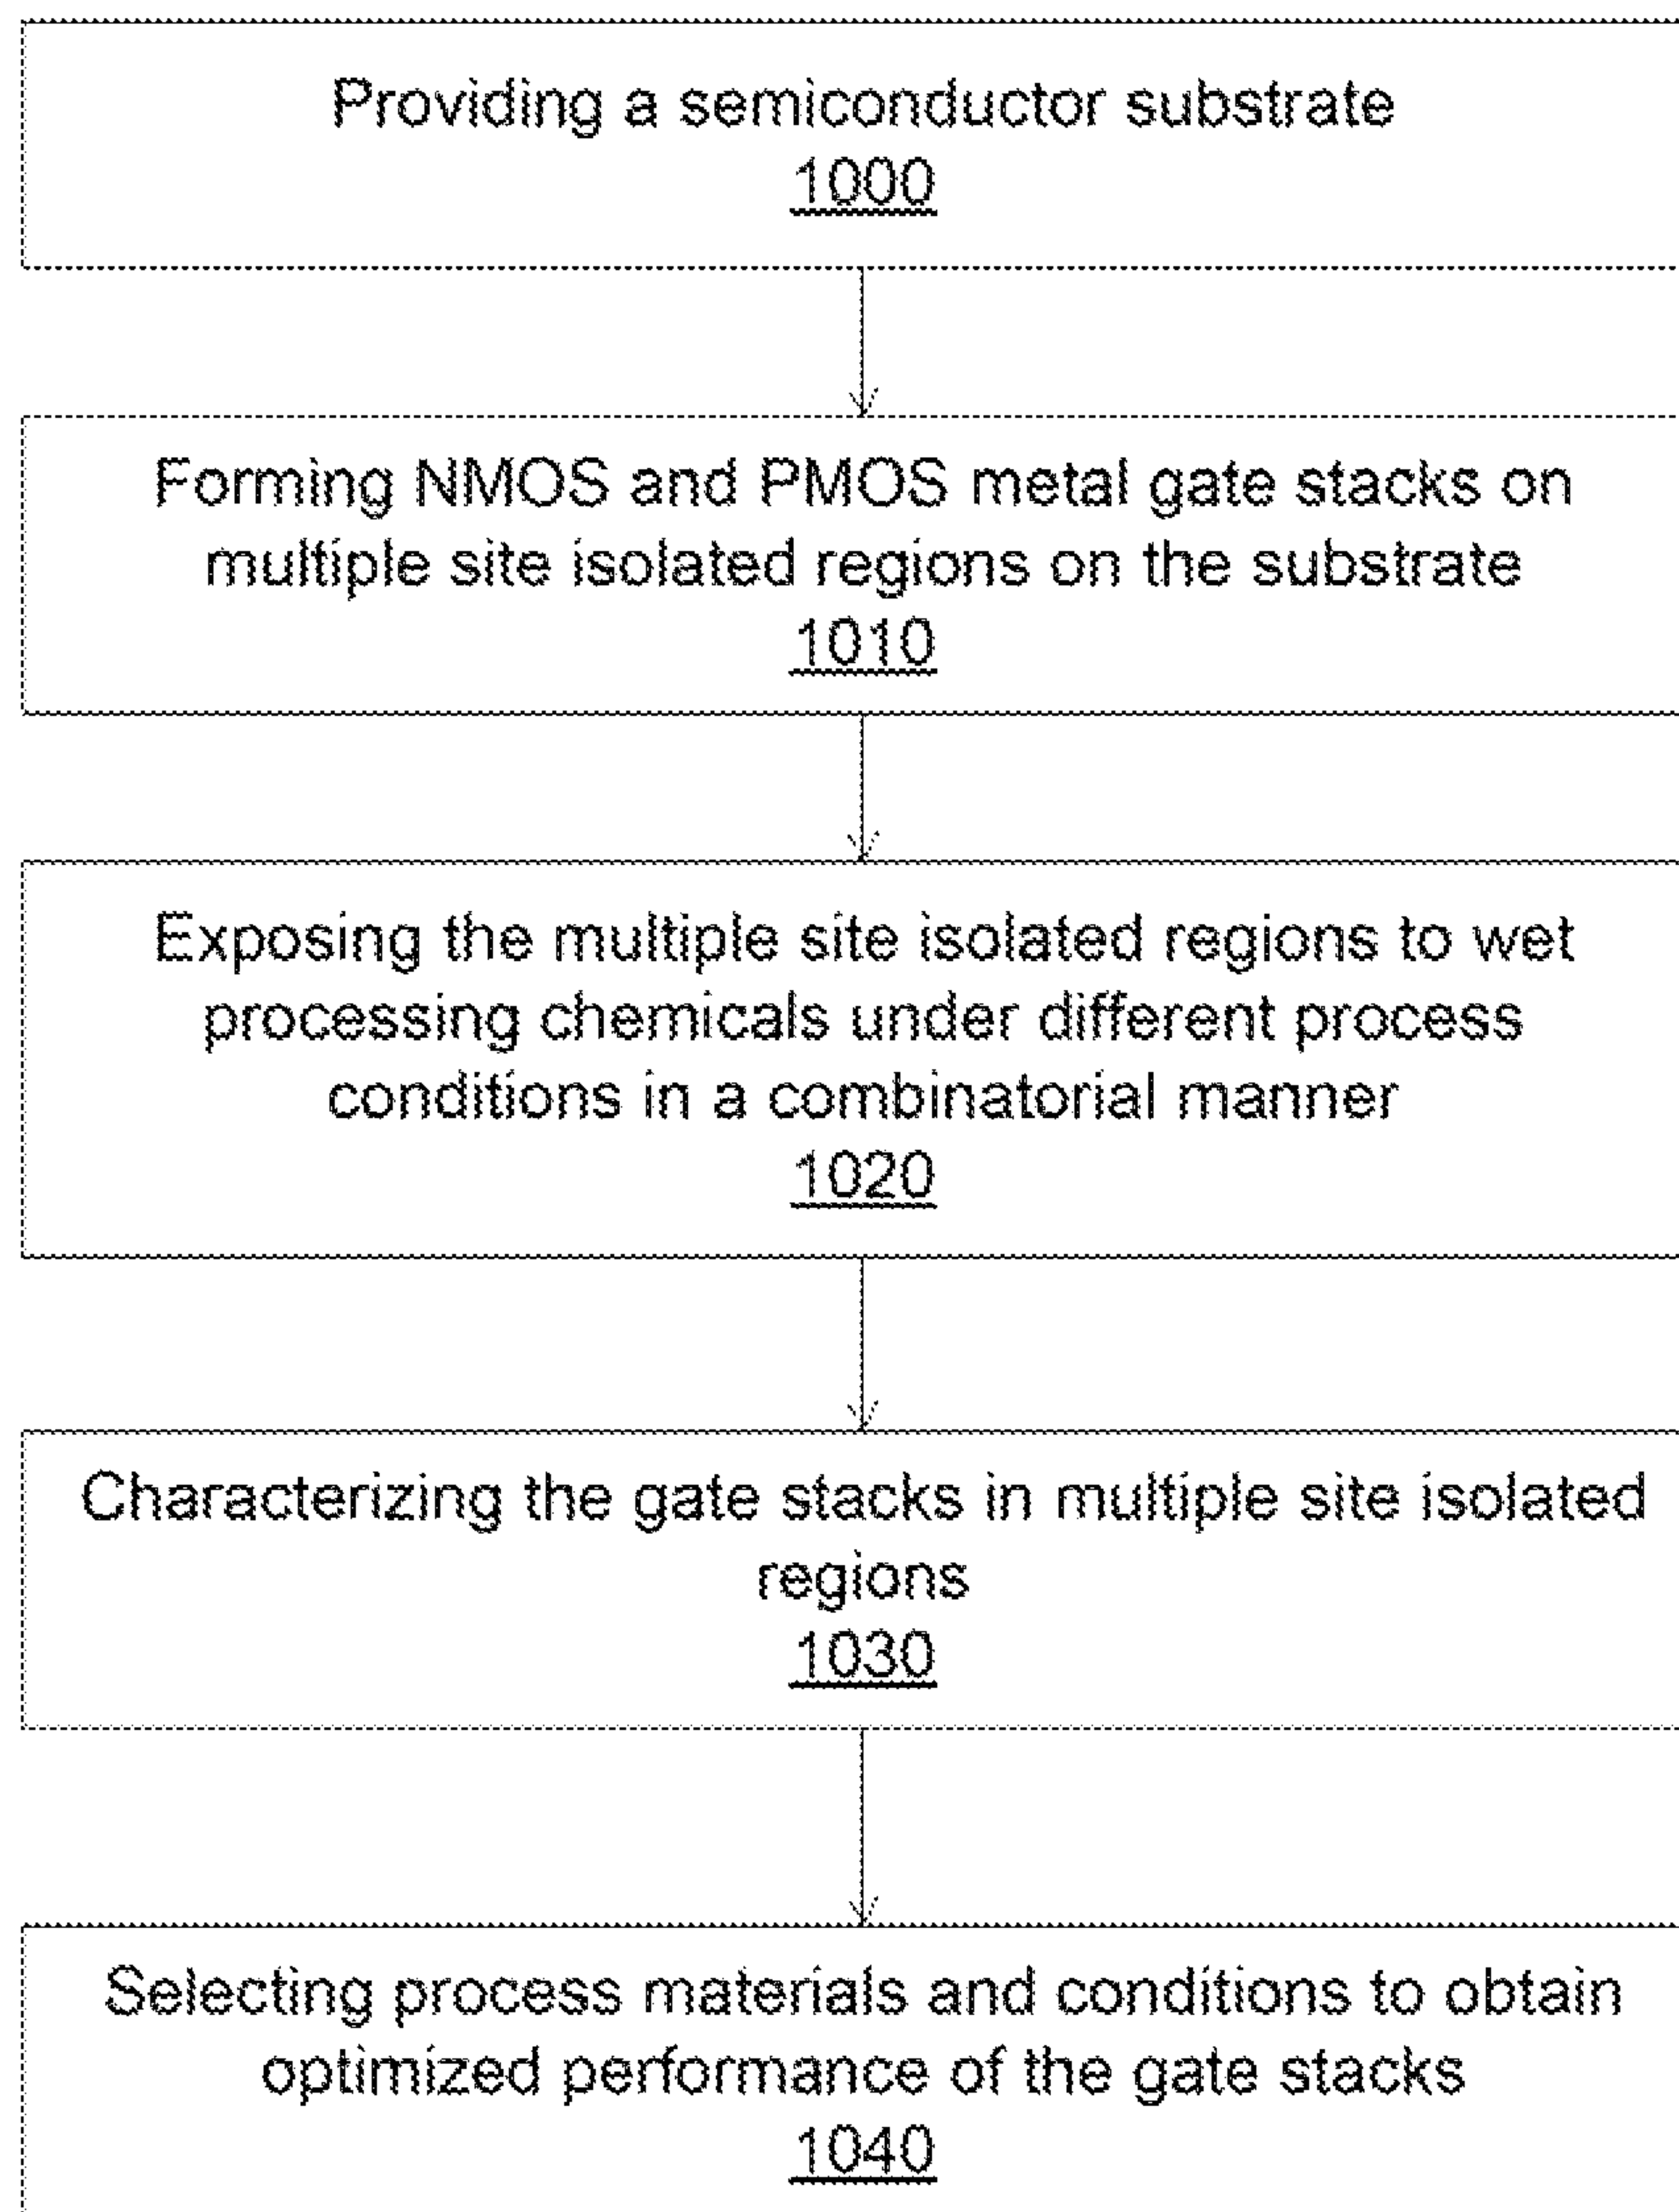 Providing a semiconductor substrate
1000
Forming NMOS and PMOS metal gate stacks on
multiple site isolated regions on the substrate
1010
Exposing the multiple site isolated regions to wet
processing chemicals under different process
conditions in a combinatorial manner
1020
Characterizing the gate stacks in multiple site isolated
regions
1030
Selecting process materials and conditions to obtain
optimized performance of the gate stacks
1040